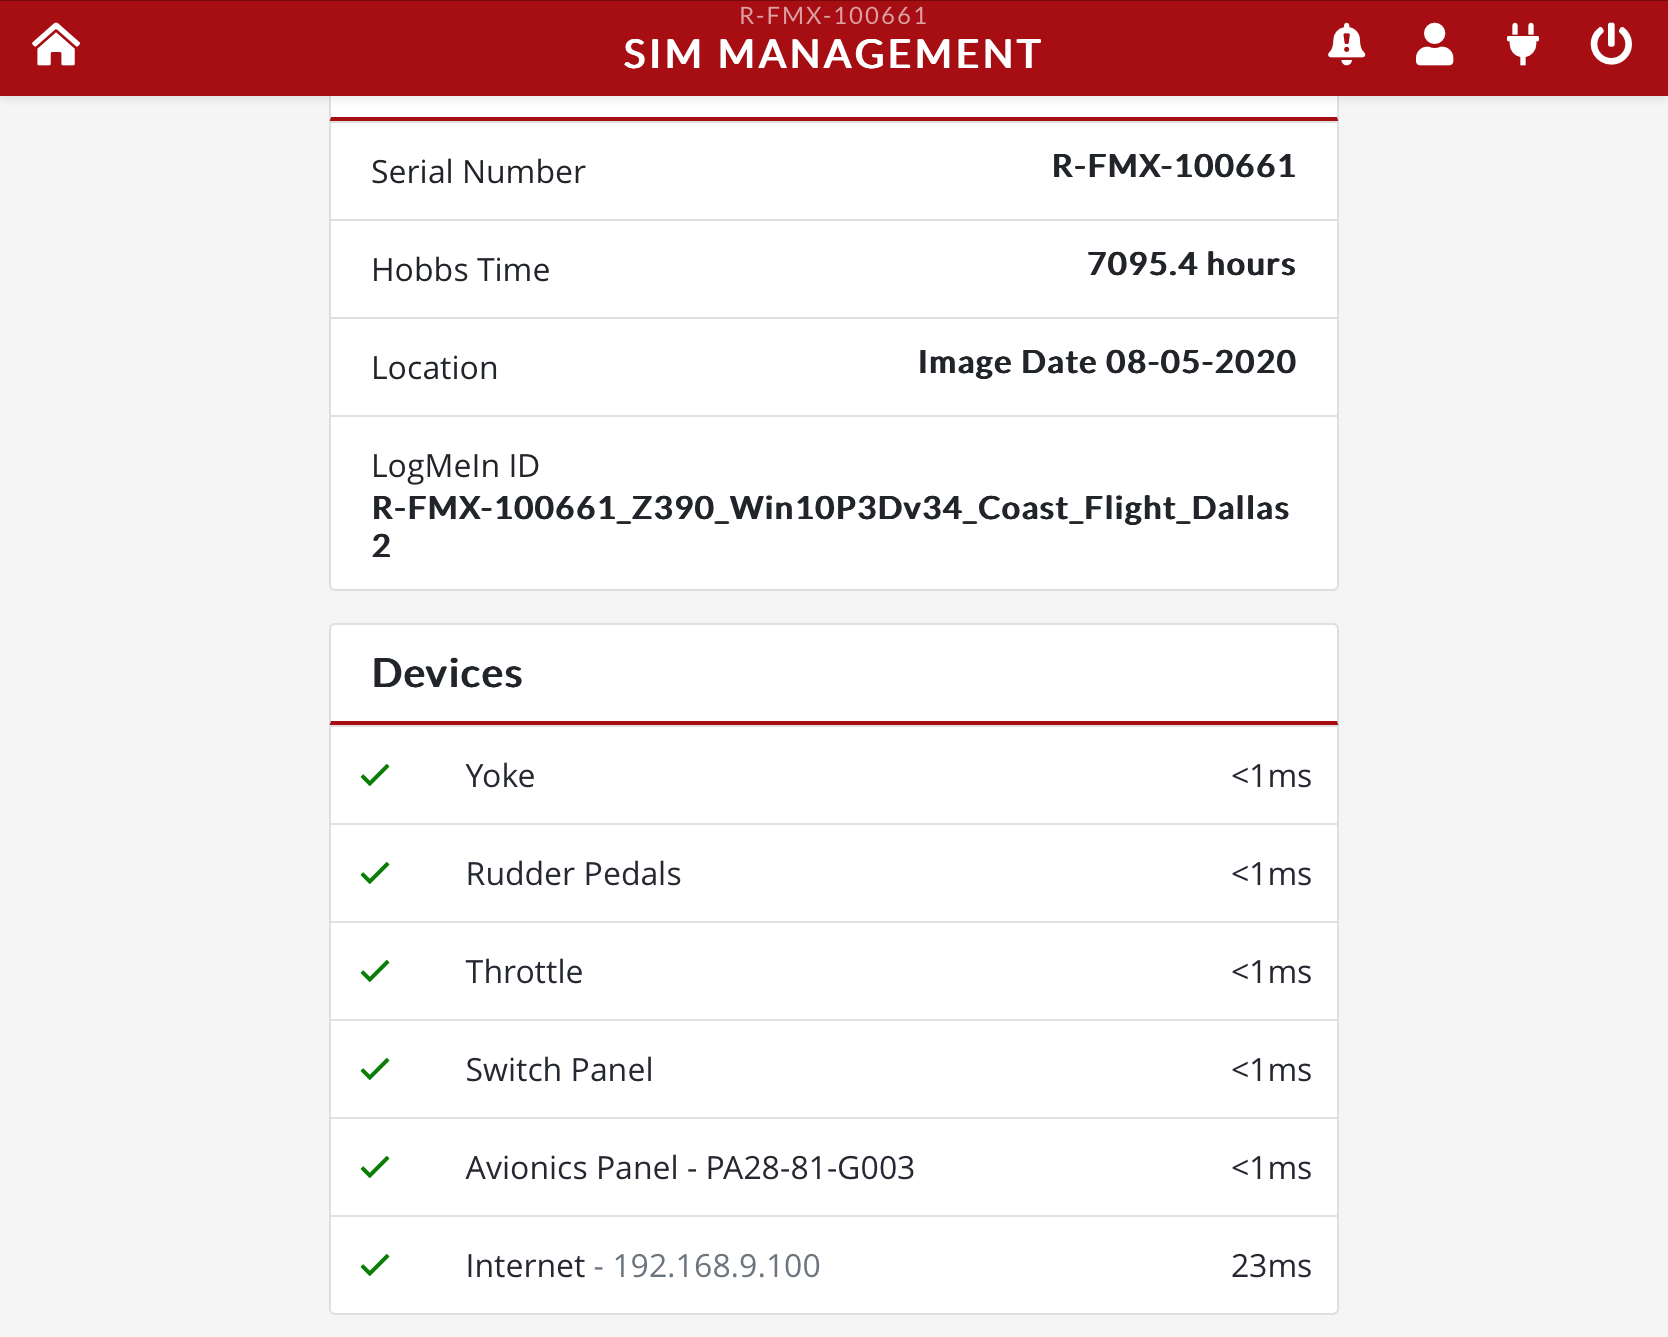 R-FMX-100661
SIM MANAGEMENT
Serial Number R-FMX-100661
Hobbs Time 7095.4 hours
Location Image Date 08-05-2020
LogMeIn ID
R-FMX-100661_Z390_Win10P3Dv34_Coast_Flight_Dallas
2
Devices
Yoke <1ms
Rudder Pedals <1ms
Throttle <1ms
Switch Panel <1ms
Avionics Panel - PA28-81-G003 <1ms
Internet - 192.168.9.100 23ms